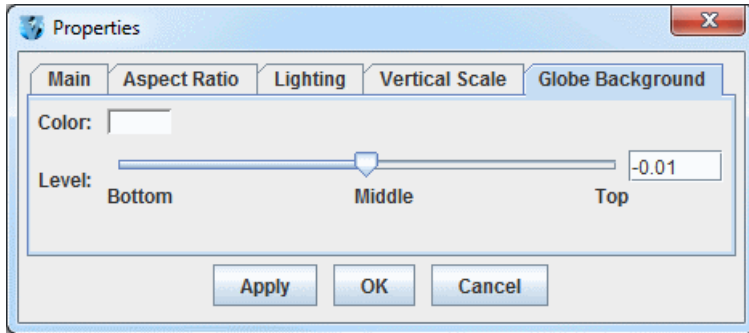 Properties
Main Aspect Ratio Lighting Vertical Scale Globe Background
Color:
Level: -0.01
Bottom Middle Top
Apply OK Cancel